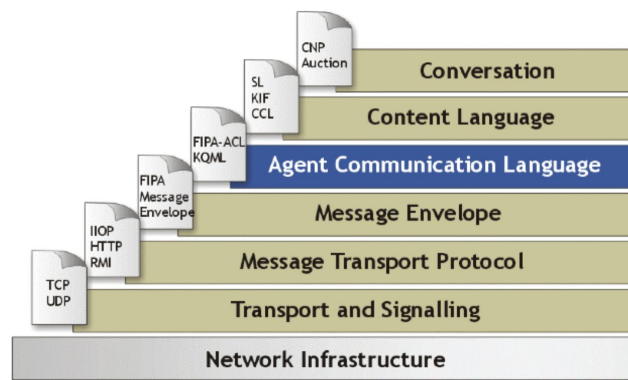 CNP
Auction
Conversation
SL
KIF
CCL
Content Language
FIPA-ACL
KQML
Agent Communication Language
FIPA
Message
Envelope
Message Envelope
IIOP
HTTP
RMI
Message Transport Protocol
TCP
UDP
Transport and Signalling
Network Infrastructure